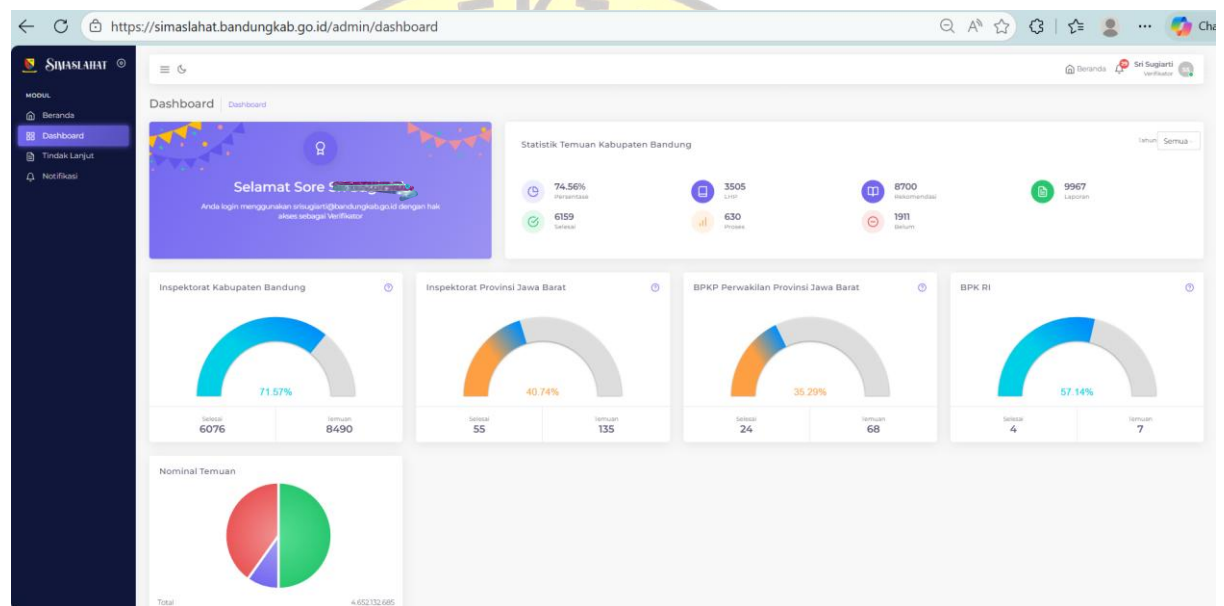 https://simaslahat.bandungkab.go.id/admin/dashboard
Cha
SIMASLAHAT
Beranda
29
Sri Sugiarti
Verifikator
MODUL
Beranda
Dashboard
Tindak Lanjut
Notifikasi
Dashboard
Dashboard
Selamat Sore
Anda login menggunakan srisugiarti@bandungkab.go.id dengan hak
akses sebagai Verifikator
Statistik Temuan Kabupaten Bandung
Tahun
Semua
74.56%
Persentase
3505
LHP
8700
Rekomendasi
9967
Laporan
6159
Selesai
630
Proses
1911
Belum
Inspektorat Kabupaten Bandung
71.57%
Selesai
6076
Temuan
8490
Inspektorat Provinsi Jawa Barat
40.74%
Selesai
55
Temuan
135
BPKP Perwakilan Provinsi Jawa Barat
35.29%
Selesai
24
Temuan
68
BPK RI
57.14%
Selesai
4
Temuan
7
Nominal Temuan
Total
4.652.132.685